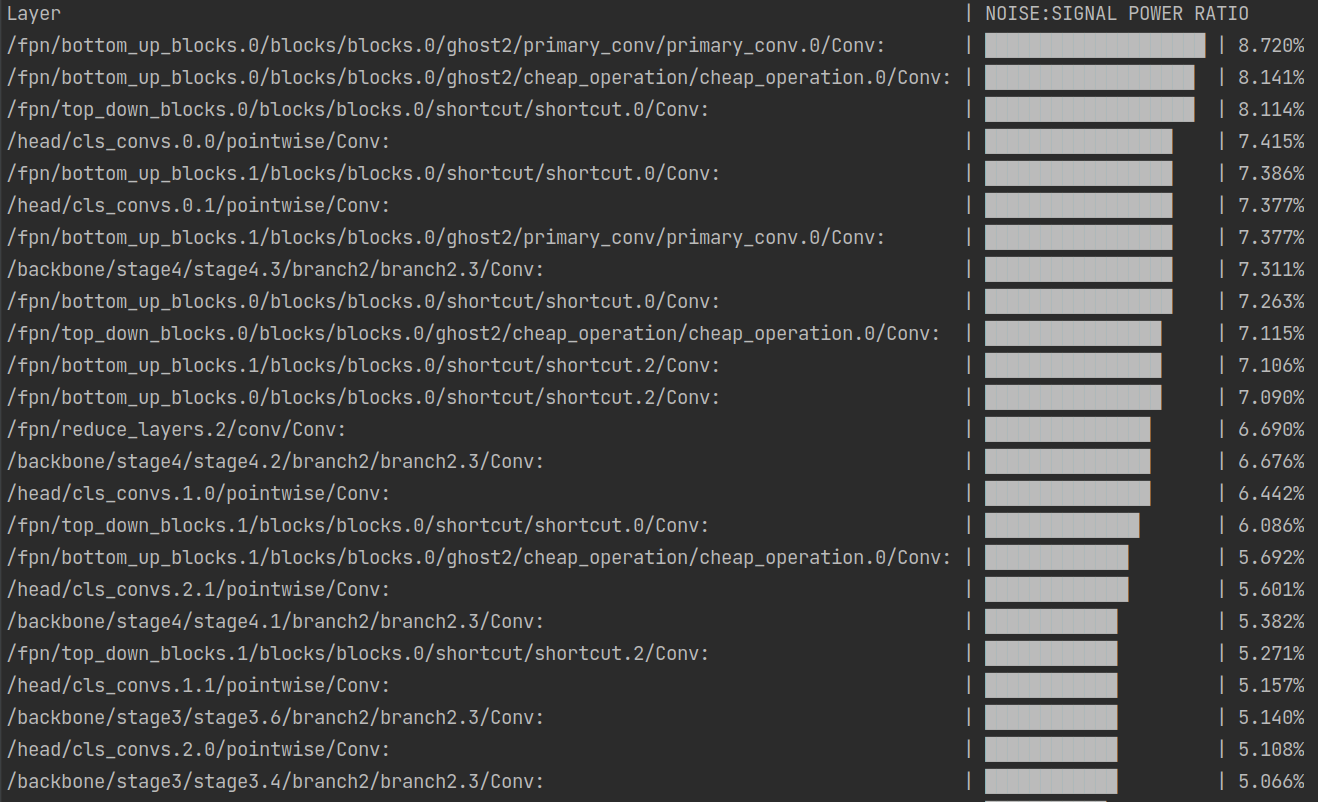 Layer | NOISE:SIGNAL POWER RATIO
/fpn/bottom_up_blocks.0/blocks/blocks.0/ghost2/primary_conv/primary_conv.0/Conv: | | 8.720%
/fpn/bottom_up_blocks.0/blocks/blocks.0/ghost2/cheap_operation/cheap_operation.0/Conv: | | 8.141%
/fpn/top_down_blocks.0/blocks/blocks.0/shortcut/shortcut.0/Conv: | | 8.114%
/head/cls_convs.0.0/pointwise/Conv: | | 7.415%
/fpn/bottom_up_blocks.1/blocks/blocks.0/shortcut/shortcut.0/Conv: | | 7.386%
/head/cls_convs.0.1/pointwise/Conv: | | 7.377%
/fpn/bottom_up_blocks.1/blocks/blocks.0/ghost2/primary_conv/primary_conv.0/Conv: | | 7.377%
/backbone/stage4/stage4.3/branch2/branch2.3/Conv: | | 7.311%
/fpn/bottom_up_blocks.0/blocks/blocks.0/shortcut/shortcut.0/Conv: | | 7.263%
/fpn/top_down_blocks.0/blocks/blocks.0/ghost2/cheap_operation/cheap_operation.0/Conv: | | 7.115%
/fpn/bottom_up_blocks.1/blocks/blocks.0/shortcut/shortcut.2/Conv: | | 7.106%
/fpn/bottom_up_blocks.0/blocks/blocks.0/shortcut/shortcut.2/Conv: | | 7.090%
/fpn/reduce_layers.2/conv/Conv: | | 6.690%
/backbone/stage4/stage4.2/branch2/branch2.3/Conv: | | 6.676%
/head/cls_convs.1.0/pointwise/Conv: | | 6.442%
/fpn/top_down_blocks.1/blocks/blocks.0/shortcut/shortcut.0/Conv: | | 6.086%
/fpn/bottom_up_blocks.1/blocks/blocks.0/ghost2/cheap_operation/cheap_operation.0/Conv: | | 5.692%
/head/cls_convs.2.1/pointwise/Conv: | | 5.601%
/backbone/stage4/stage4.1/branch2/branch2.3/Conv: | | 5.382%
/fpn/top_down_blocks.1/blocks/blocks.0/shortcut/shortcut.2/Conv: | | 5.271%
/head/cls_convs.1.1/pointwise/Conv: | | 5.157%
/backbone/stage3/stage3.6/branch2/branch2.3/Conv: | | 5.140%
/head/cls_convs.2.0/pointwise/Conv: | | 5.108%
/backbone/stage3/stage3.4/branch2/branch2.3/Conv: | | 5.066%